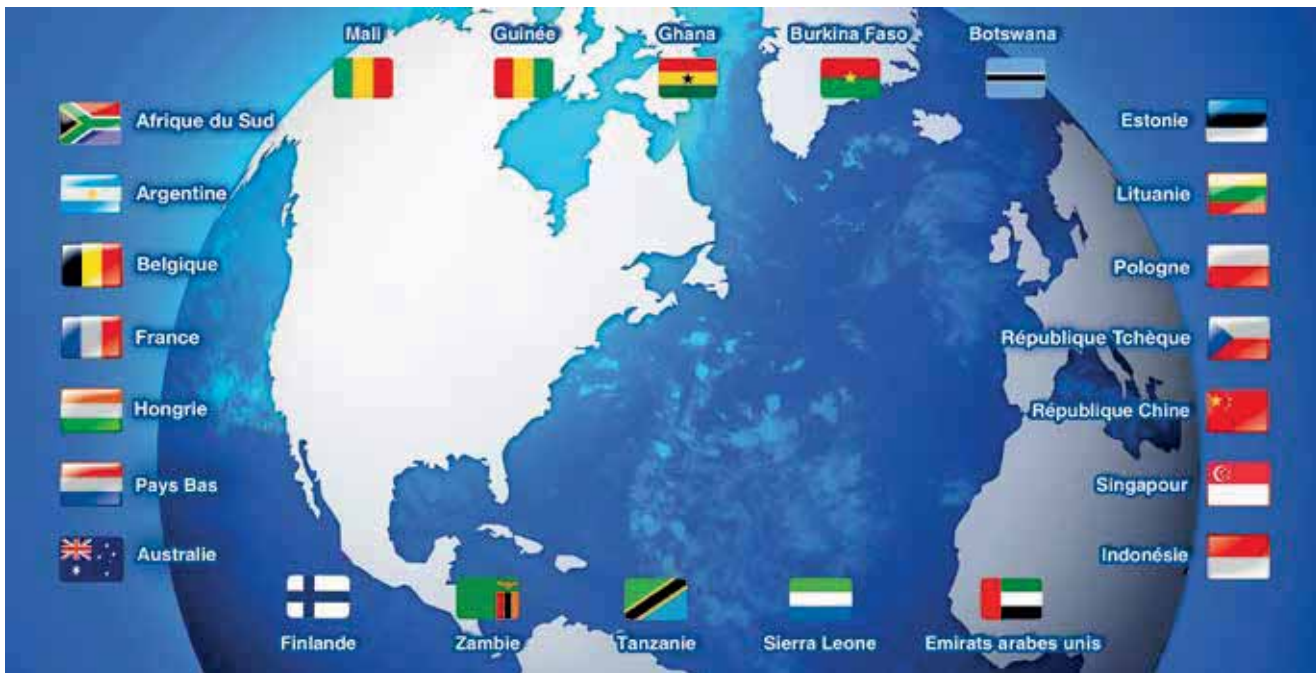 Mali
Guinée
Ghana
Burkina Faso
Botswana
Afrique du Sud
Argentine
Belgique
France
Hongrie
Pays Bas
Australie
Estonie
Lituanie
Pologne
République Tchèque
République Chine
Singapour
Indonésie
Finlande
Zambie
Tanzanie
Sierra Leone
Emirats arabes unis